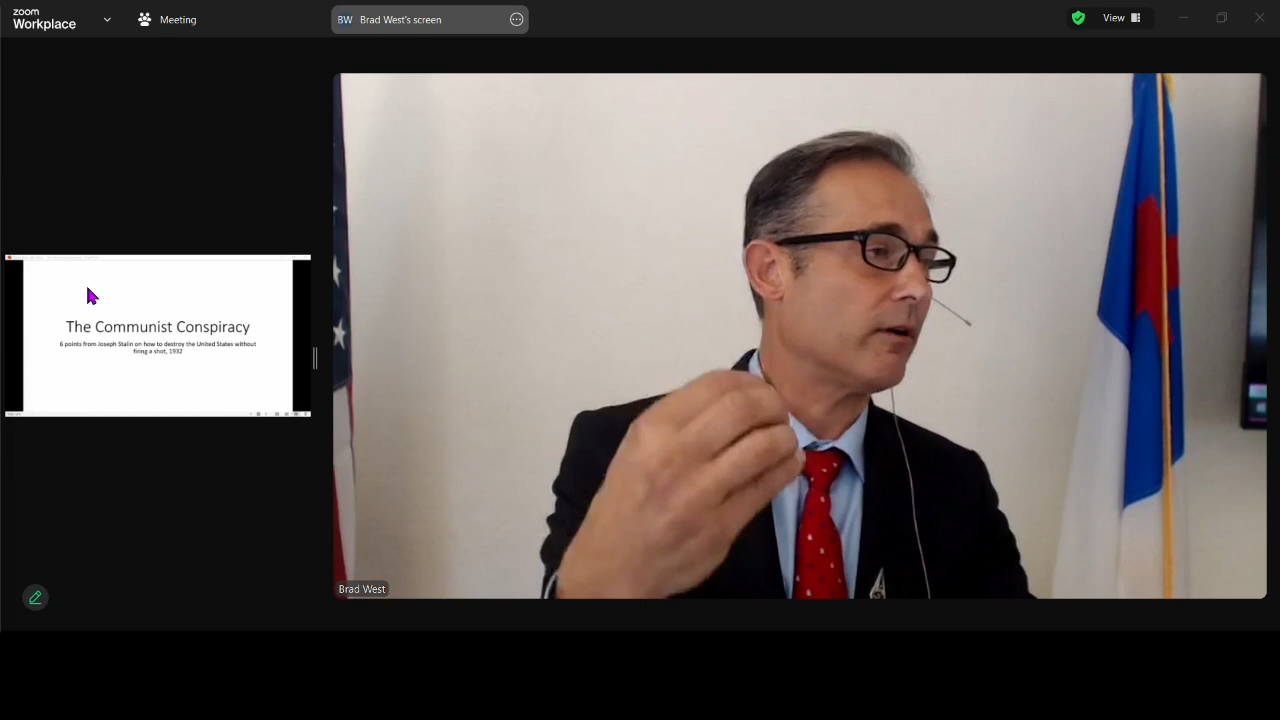 zoom
Workplace
Meeting
BW Brad West's screen
View
The Communist Conspiracy
6 points from Joseph Stalin on how to destroy the United States without
firing a shot, 1932
Brad West